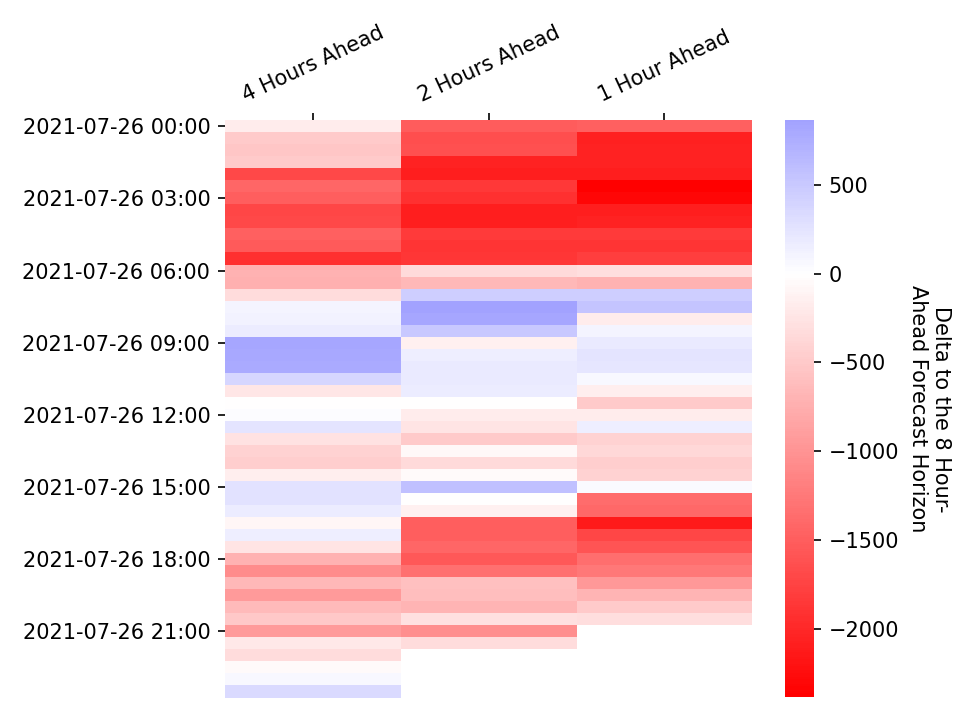 4 Hours Ahead
2 Hours Ahead
1 Hour Ahead
2021-07-26 00:00
2021-07-26 03:00
2021-07-26 06:00
2021-07-26 09:00
2021-07-26 12:00
2021-07-26 15:00
2021-07-26 18:00
2021-07-26 21:00
500
0
−500
−1000
−1500
−2000
Delta to the 8 Hour-
Ahead Forecast Horizon